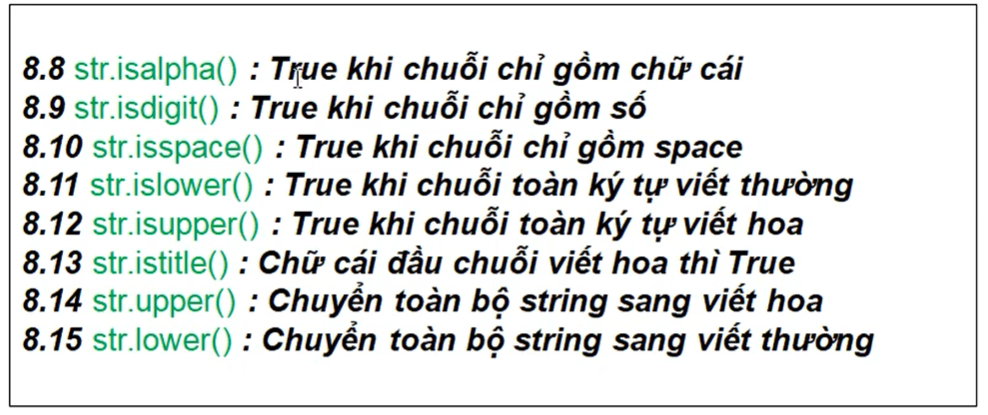 8.8 str.isalpha() : True khi chuỗi chỉ gồm chữ cái
8.9 str.isdigit() : True khi chuỗi chỉ gồm số
8.10 str.isspace() : True khi chuỗi chỉ gồm space
8.11 str.islower() : True khi chuỗi toàn ký tự viết thường
8.12 str.isupper() : True khi chuỗi toàn ký tự viết hoa
8.13 str.istitle() : Chữ cái đầu chuỗi viết hoa thì True
8.14 str.upper() : Chuyển toàn bộ string sang viết hoa
8.15 str.lower() : Chuyển toàn bộ string sang viết thường